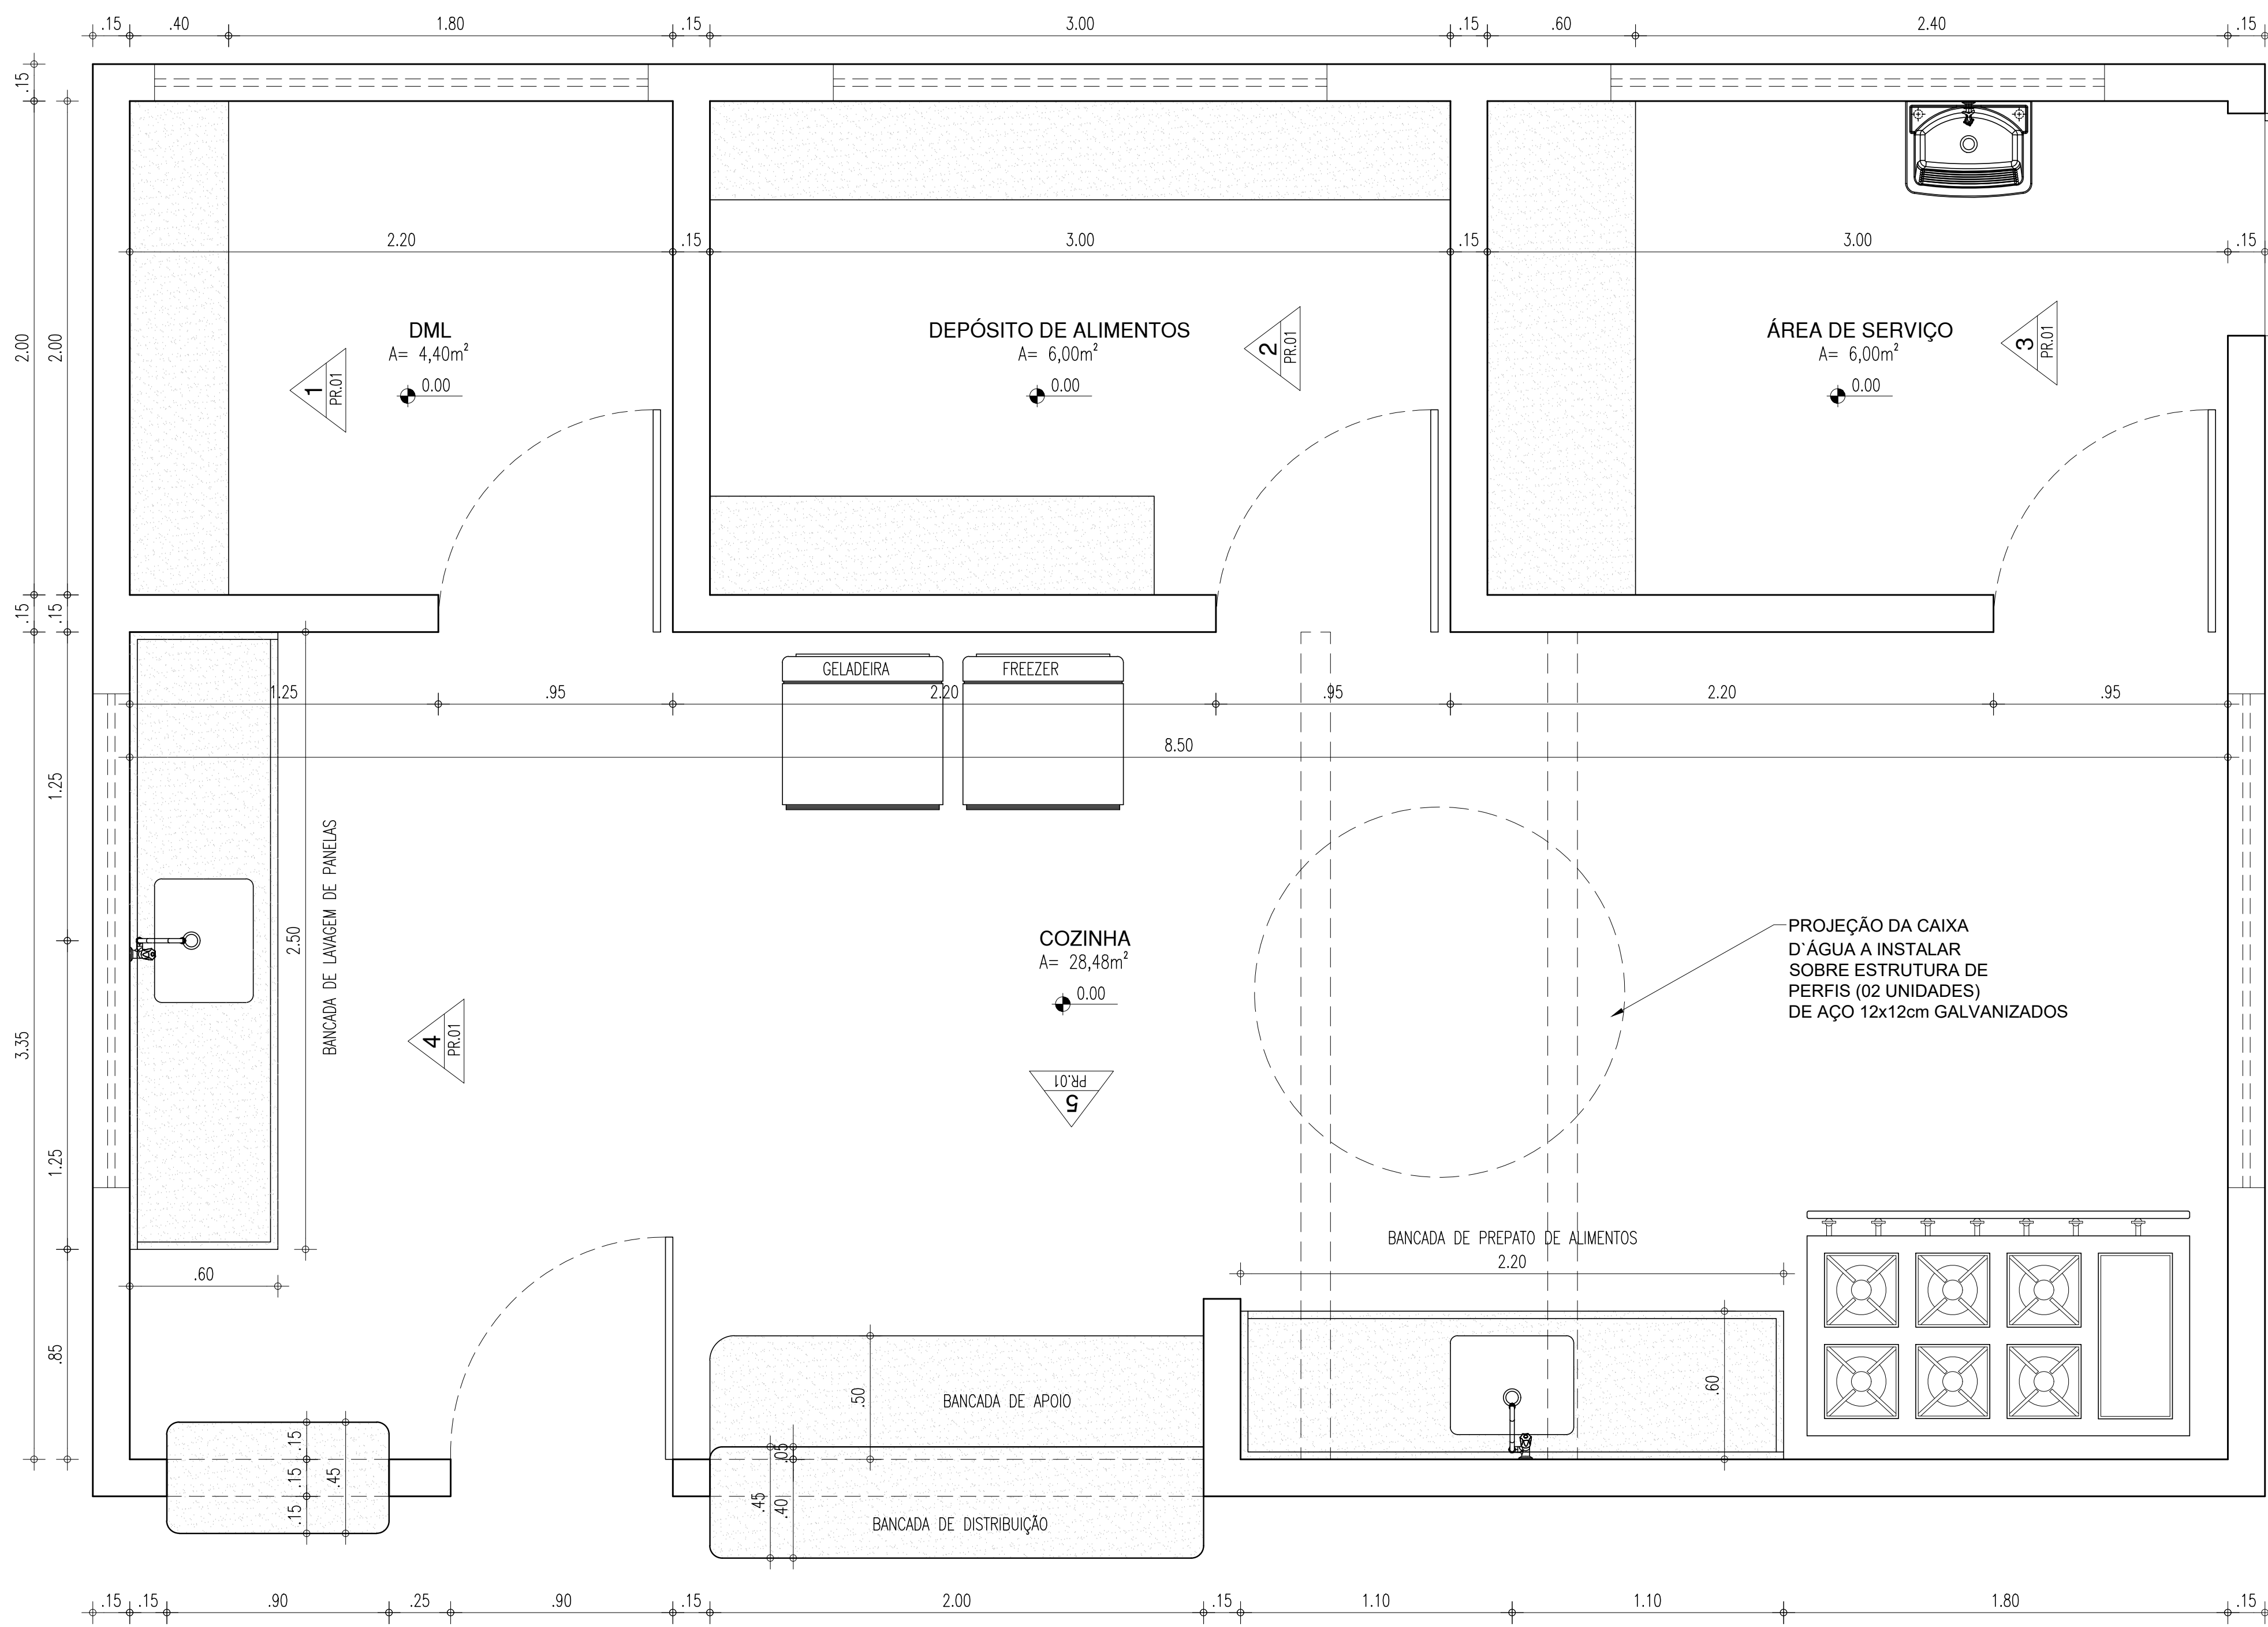 .15 .40 1.80 .15 3.00 .15 .60 2.40 .15
.15
2.20 .15 3.00 .15 3.00 .15
DML
A= 4,40m²
0.00
1
PR.01
DEPÓSITO DE ALIMENTOS
A= 6,00m²
0.00
2
PR.01
ÁREA DE SERVIÇO
A= 6,00m²
0.00
3
PR.01
2.00 2.00
.15 .15
GELADEIRA
FREEZER
1.25 .95 2.20 .95 2.20 .95
8.50
1.25
2.50
BANCADA DE LAVAGEM DE PANELAS
COZINHA
A= 28,48m²
0.00
PROJEÇÃO DA CAIXA
D`ÁGUA A INSTALAR
SOBRE ESTRUTURA DE
PERFIS (02 UNIDADES)
DE AÇO 12x12cm GALVANIZADOS
4
PR.01
3.35
PR.01
5
1.25
BANCADA DE PREPATO DE ALIMENTOS
2.20
.60
.85
.50
BANCADA DE APOIO
.60
.15
.15
.15
.45
.05
.45
.40
BANCADA DE DISTRIBUIÇÃO
.15 .15 .90 .25 .90 .15 2.00 .15 1.10 1.10 1.80 .15